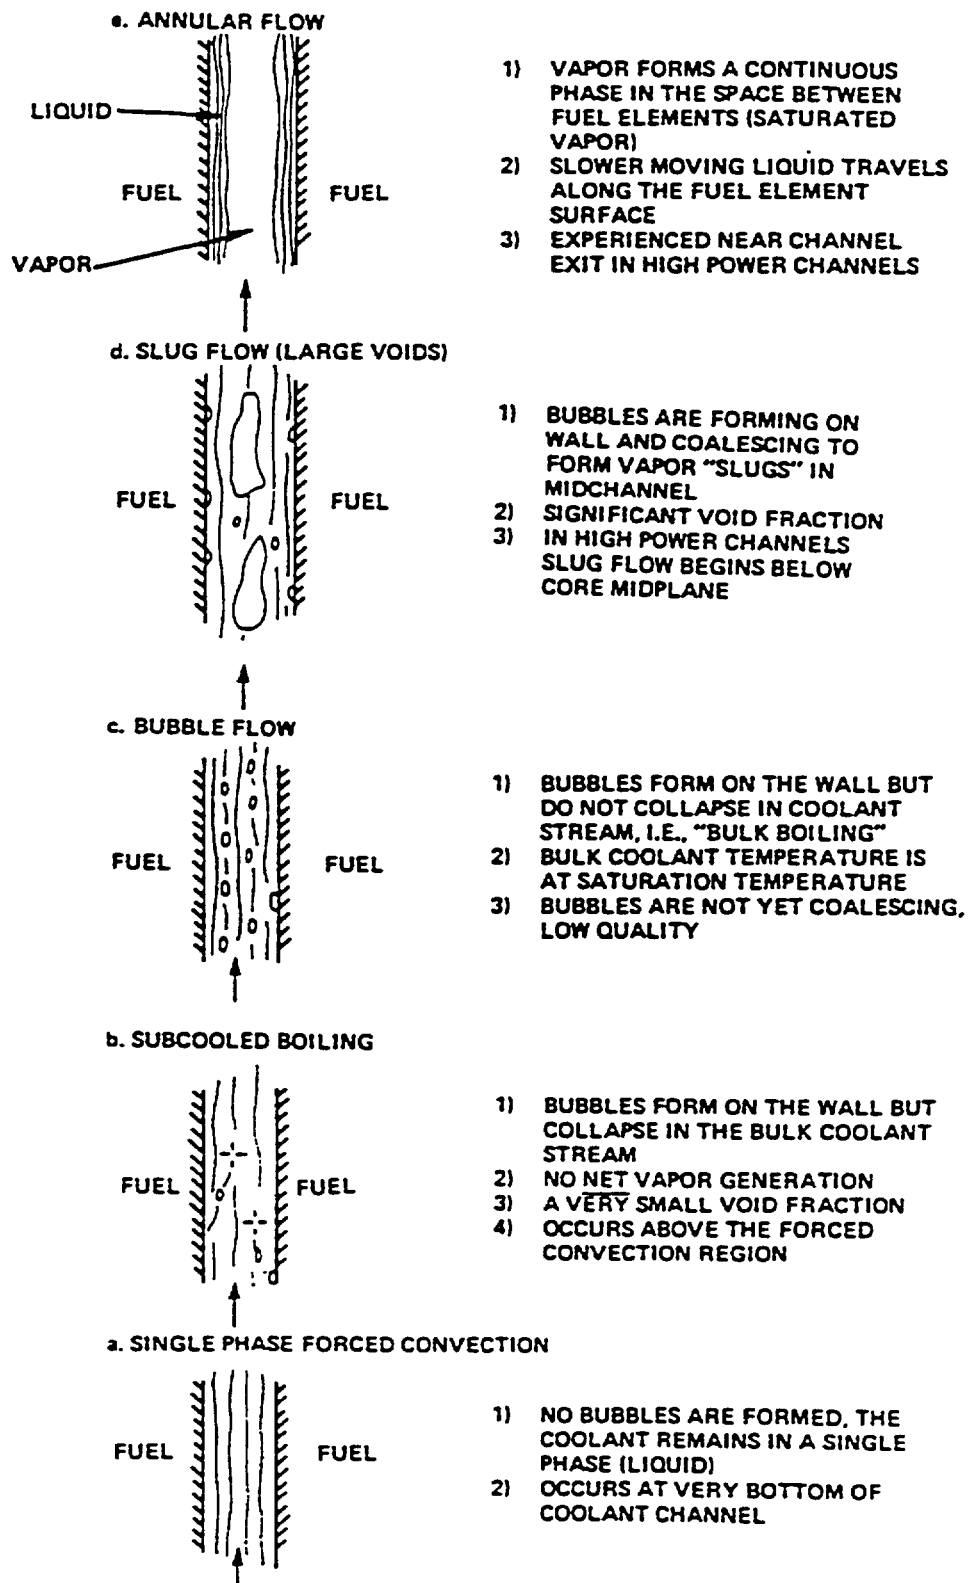 e. ANNULAR FLOW
LIQUID
FUEL
FUEL
VAPOR
1) VAPOR FORMS A CONTINUOUS
PHASE IN THE SPACE BETWEEN
FUEL ELEMENTS (SATURATED
VAPOR)
2) SLOWER MOVING LIQUID TRAVELS
ALONG THE FUEL ELEMENT
SURFACE
3) EXPERIENCED NEAR CHANNEL
EXIT IN HIGH POWER CHANNELS
d. SLUG FLOW (LARGE VOIDS)
FUEL
FUEL
1) BUBBLES ARE FORMING ON
WALL AND COALESCING TO
FORM VAPOR "SLUGS" IN
MIDCHANNEL
2) SIGNIFICANT VOID FRACTION
3) IN HIGH POWER CHANNELS
SLUG FLOW BEGINS BELOW
CORE MIDPLANE
c. BUBBLE FLOW
FUEL
FUEL
1) BUBBLES FORM ON THE WALL BUT
DO NOT COLLAPSE IN COOLANT
STREAM, I.E., "BULK BOILING"
2) BULK COOLANT TEMPERATURE IS
AT SATURATION TEMPERATURE
3) BUBBLES ARE NOT YET COALESCING,
LOW QUALITY
b. SUBCOOLED BOILING
FUEL
FUEL
1) BUBBLES FORM ON THE WALL BUT
COLLAPSE IN THE BULK COOLANT
STREAM
2) NO NET VAPOR GENERATION
3) A VERY SMALL VOID FRACTION
4) OCCURS ABOVE THE FORCED
CONVECTION REGION
a. SINGLE PHASE FORCED CONVECTION
FUEL
FUEL
1) NO BUBBLES ARE FORMED, THE
COOLANT REMAINS IN A SINGLE
PHASE (LIQUID)
2) OCCURS AT VERY BOTTOM OF
COOLANT CHANNEL